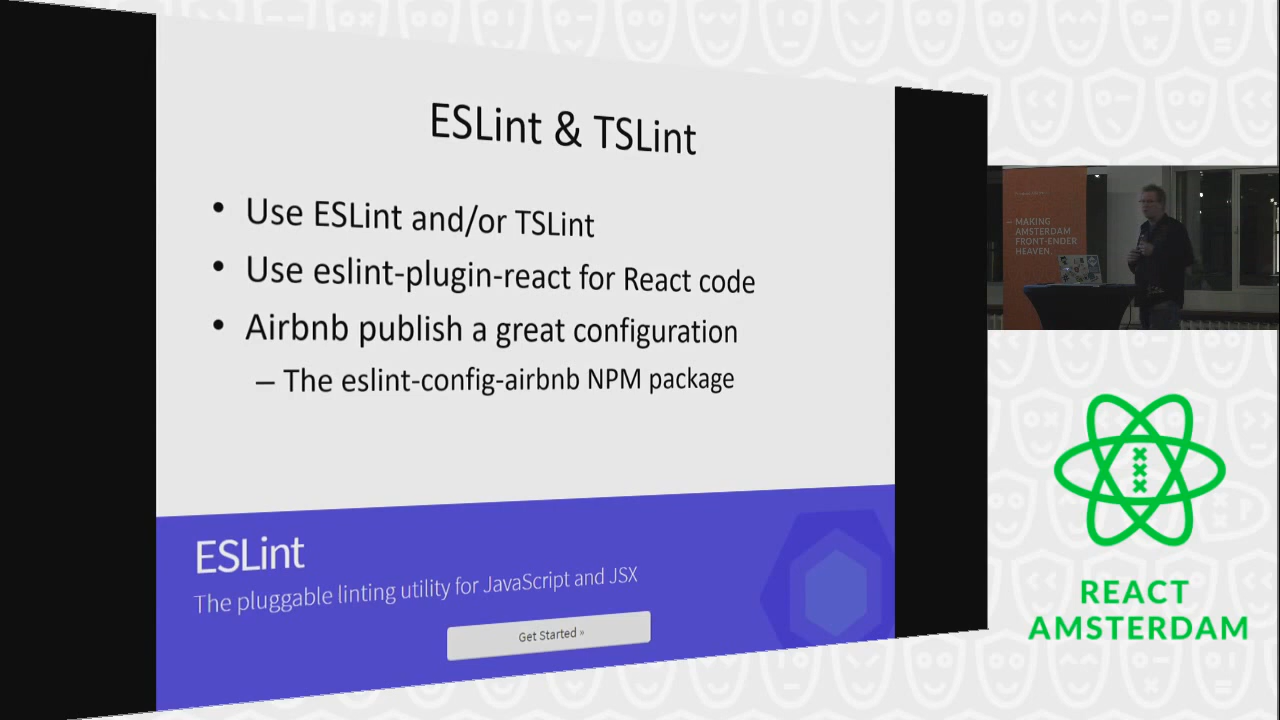 ESLint & TSLint
• Use ESLint and/or TSLint
• Use eslint-plugin-react for React code
• Airbnb publish a great configuration
– The eslint-config-airbnb NPM package
ESLint
The pluggable linting utility for JavaScript and JSX
Get Started »
— MAKING
AMSTERDAM
FRONT-ENDER
HEAVEN.
REACT
AMSTERDAM